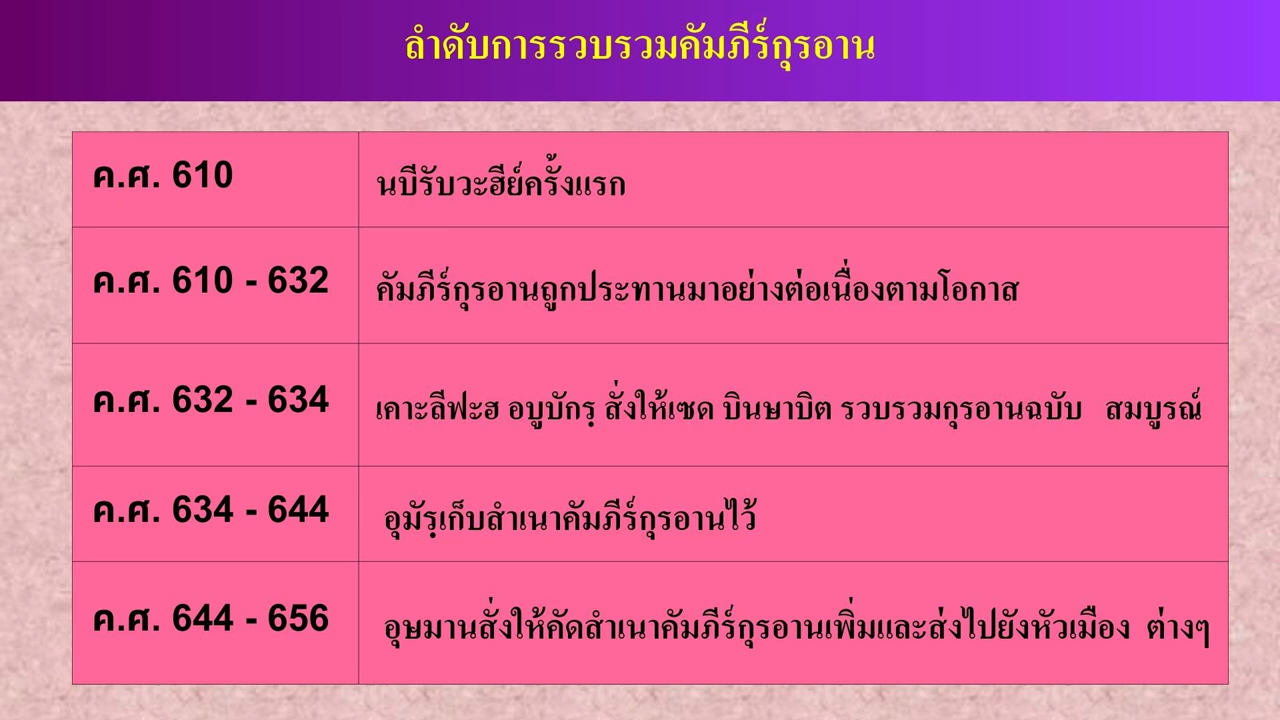 ลำดับการรวบรวมคัมภีร์กุรอาน
ค.ศ. 610 นบีรับวะฮีย์ครั้งแรก
ค.ศ. 610 - 632 คัมภีร์กุรอานถูกประทานมาอย่างต่อเนื่องตามโอกาส
ค.ศ. 632 - 634 เคาะลีฟะฮ อบูบักรฺ สั่งให้เซด บินษาบิต รวบรวมกุรอานฉบับ สมบูรณ์
ค.ศ. 634 - 644 อุมัรฺเก็บสำเนาคัมภีร์กุรอานไว้
ค.ศ. 644 - 656 อุษมานสั่งให้คัดสำเนาคัมภีร์กุรอานเพิ่มและส่งไปยังหัวเมือง ต่างๆ